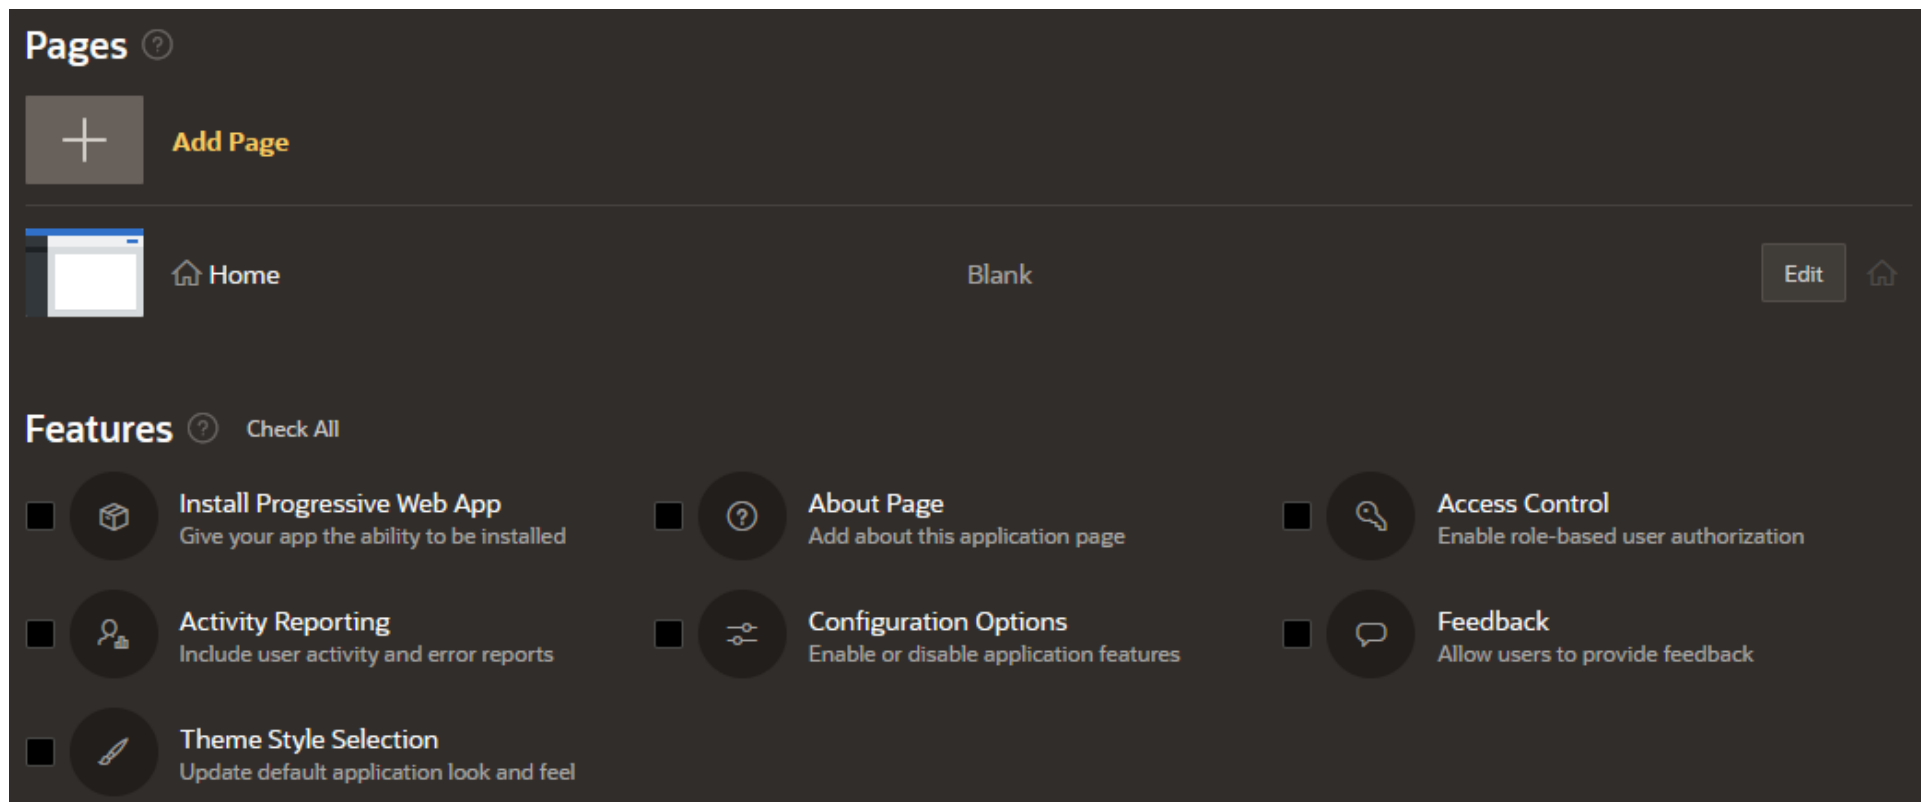 Pages
Add Page
Home Blank Edit
Features Check All
Install Progressive Web App
Give your app the ability to be installed
About Page
Add about this application page
Access Control
Enable role-based user authorization
Activity Reporting
Include user activity and error reports
Configuration Options
Enable or disable application features
Feedback
Allow users to provide feedback
Theme Style Selection
Update default application look and feel